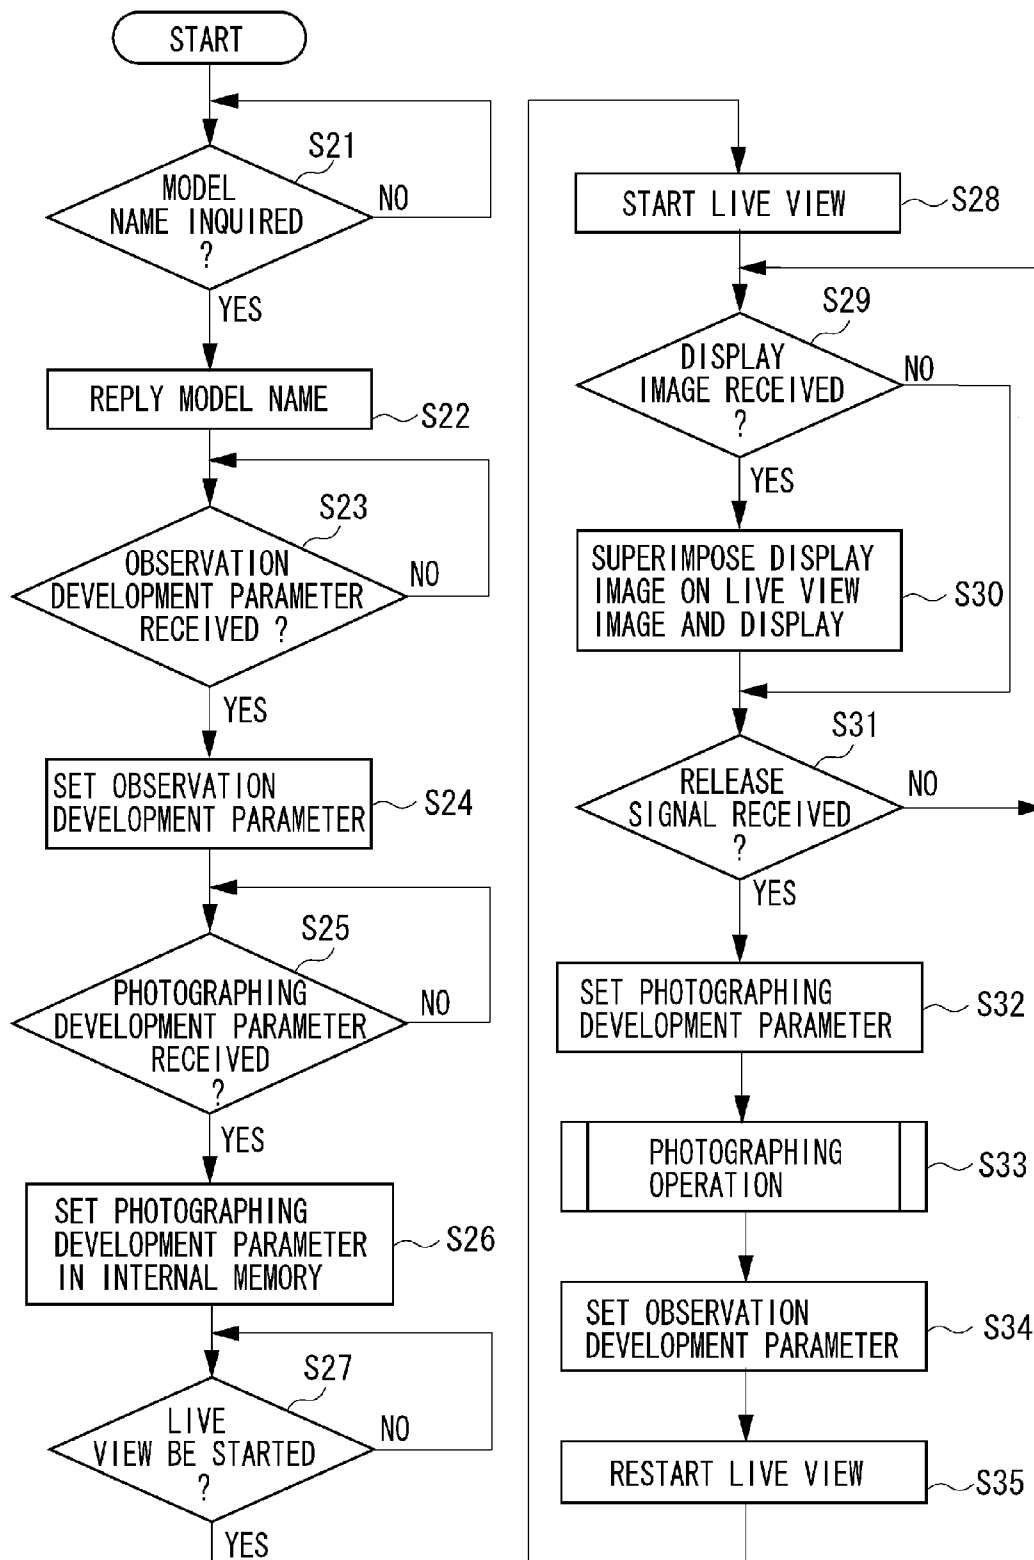 START
S21
MODEL
NAME INQUIRED
?
NO
YES
REPLY MODEL NAME
S22
S23
OBSERVATION
DEVELOPMENT PARAMETER
RECEIVED ?
NO
YES
SET OBSERVATION
DEVELOPMENT PARAMETER
S24
S25
PHOTOGRAPHING
DEVELOPMENT PARAMETER
RECEIVED
?
NO
YES
SET PHOTOGRAPHING
DEVELOPMENT PARAMETER
IN INTERNAL MEMORY
S26
S27
LIVE
VIEW BE STARTED
?
NO
YES
START LIVE VIEW
S28
S29
DISPLAY
IMAGE RECEIVED
?
NO
YES
SUPERIMPOSE DISPLAY
IMAGE ON LIVE VIEW
IMAGE AND DISPLAY
S30
S31
RELEASE
SIGNAL RECEIVED
?
NO
YES
SET PHOTOGRAPHING
DEVELOPMENT PARAMETER
S32
PHOTOGRAPHING
OPERATION
S33
SET OBSERVATION
DEVELOPMENT PARAMETER
S34
RESTART LIVE VIEW
S35